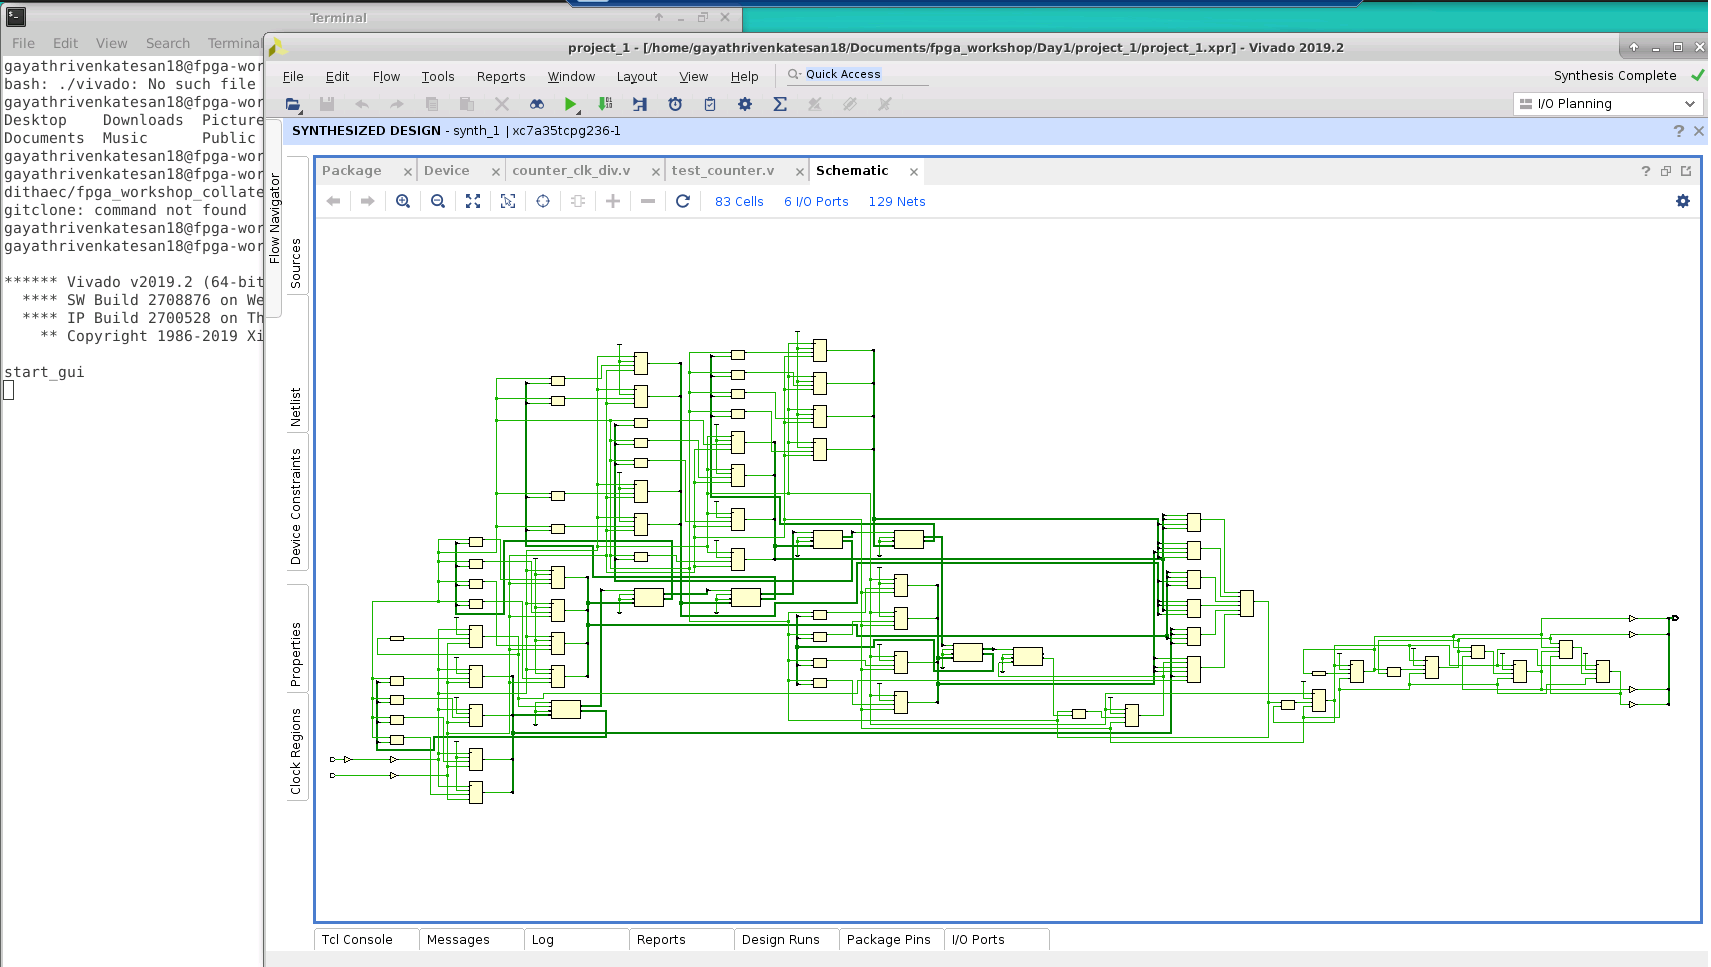 Terminal
File Edit View Search Terminal
gayathrivenkatesan18@fpga-wor
bash: ./vivado: No such file
gayathrivenkatesan18@fpga-wor
Desktop Downloads Picture
Documents Music Public
gayathrivenkatesan18@fpga-wor
gayathrivenkatesan18@fpga-wor
dithaec/fpga_workshop_collate
gitclone: command not found
gayathrivenkatesan18@fpga-wor
gayathrivenkatesan18@fpga-wor
****** Vivado v2019.2 (64-bit
**** SW Build 2708876 on We
**** IP Build 2700528 on Th
** Copyright 1986-2019 Xi
start_gui
project_1 - [/home/gayathrivenkatesan18/Documents/fpga_workshop/Day1/project_1/project_1.xpr] - Vivado 2019.2
File Edit Flow Tools Reports Window Layout View Help Quick Access Synthesis Complete
I/O Planning
SYNTHESIZED DESIGN - synth_1 | xc7a35tcpg236-1
Flow Navigator
Sources
Netlist
Device Constraints
Properties
Clock Regions
Package Device counter_clk_div.v test_counter.v Schematic
83 Cells 6 I/O Ports 129 Nets
Tcl Console Messages Log Reports Design Runs Package Pins I/O Ports